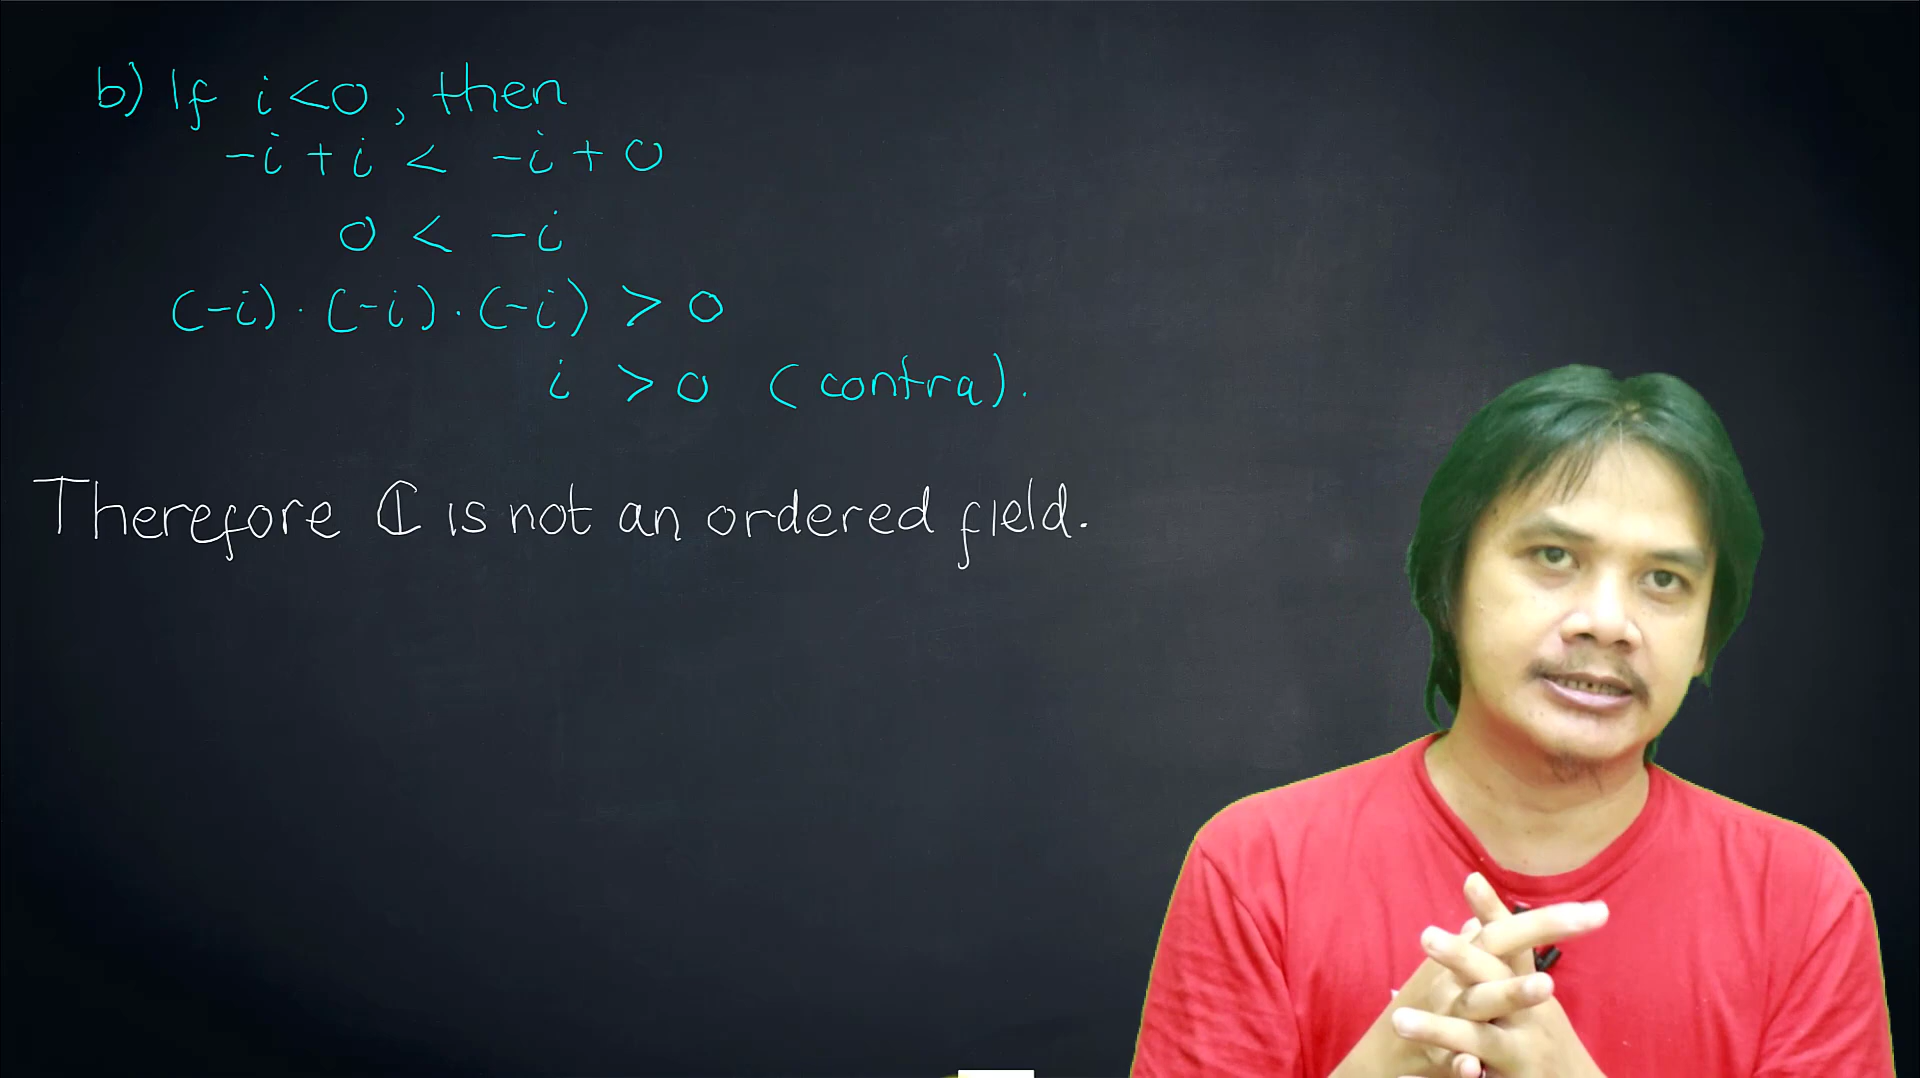 b) If i < 0, then
-i + i < -i + 0
0 < -i
(-i) · (-i) · (-i) > 0
i > 0 (contra).
Therefore ℂ is not an ordered field.